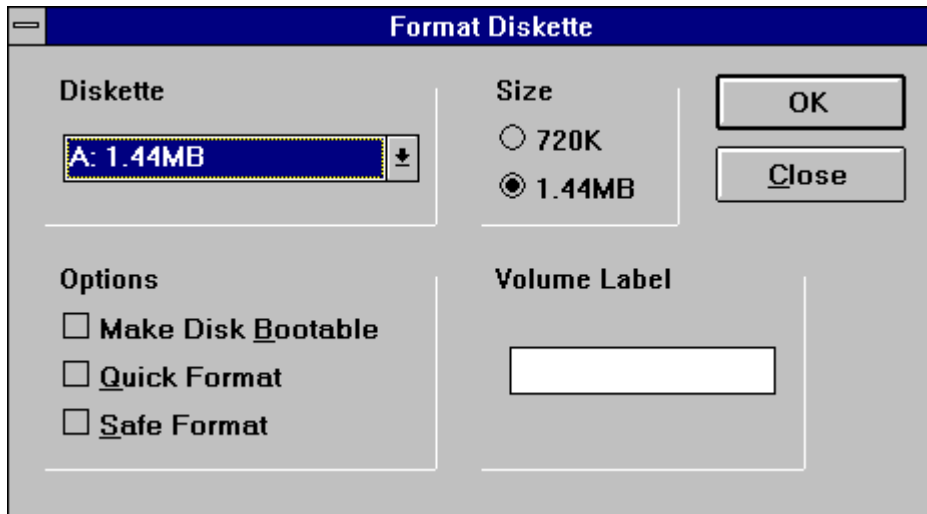 Format Diskette
Diskette
A: 1.44MB
Size
720K
1.44MB
OK
Close
Options
Make Disk Bootable
Quick Format
Safe Format
Volume Label